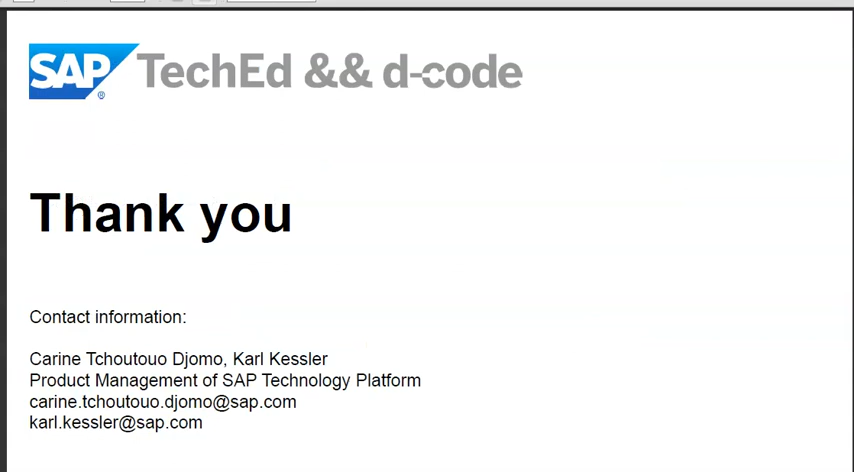 SAP ® TechEd && d-code
Thank you
Contact information:
Carine Tchoutouo Djomo, Karl Kessler
Product Management of SAP Technology Platform
carine.tchoutouo.djomo@sap.com
karl.kessler@sap.com